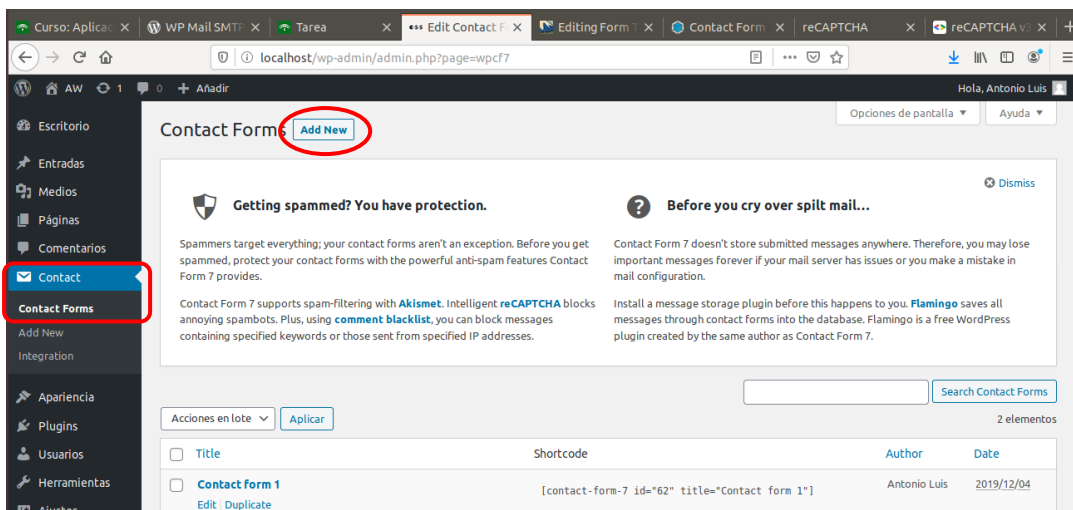 Curso: Aplicac
WP Mail SMTP
Tarea
Edit Contact F
Editing Form T
Contact Form
reCAPTCHA
reCAPTCHA v3
localhost/wp-admin/admin.php?page=wpcf7
AW 1 0 + Añadir
Hola, Antonio Luis
Escritorio
Entradas
Medios
Páginas
Comentarios
Contact
Contact Forms
Add New
Integration
Apariencia
Plugins
Usuarios
Herramientas
Ajustes
Opciones de pantalla
Ayuda
Contact Forms
Add New
Dismiss
Getting spammed? You have protection.
Spammers target everything; your contact forms aren't an exception. Before you get
spammed, protect your contact forms with the powerful anti-spam features Contact
Form 7 provides.
Contact Form 7 supports spam-filtering with Akismet. Intelligent reCAPTCHA blocks
annoying spambots. Plus, using comment blacklist, you can block messages
containing specified keywords or those sent from specified IP addresses.
Before you cry over spilt mail…
Contact Form 7 doesn't store submitted messages anywhere. Therefore, you may lose
important messages forever if your mail server has issues or you make a mistake in
mail configuration.
Install a message storage plugin before this happens to you. Flamingo saves all
messages through contact forms into the database. Flamingo is a free WordPress
plugin created by the same author as Contact Form 7.
Search Contact Forms
Acciones en lote
Aplicar
2 elementos
Title Shortcode Author Date
Contact form 1 [contact-form-7 id="62" title="Contact form 1"] Antonio Luis 2019/12/04
Edit | Duplicate